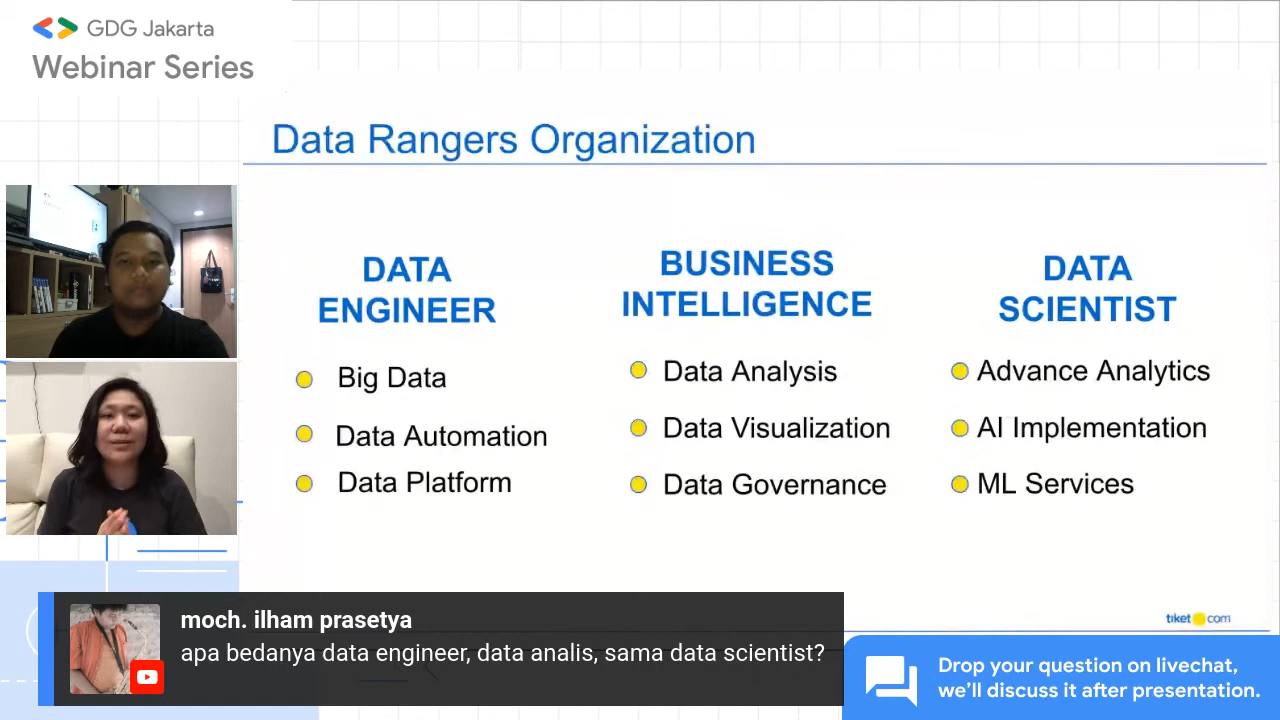 GDG Jakarta
Webinar Series
Data Rangers Organization
DATA
ENGINEER
Big Data
Data Automation
Data Platform
BUSINESS
INTELLIGENCE
Data Analysis
Data Visualization
Data Governance
DATA
SCIENTIST
Advance Analytics
AI Implementation
ML Services
tiket.com
moch. ilham prasetya
apa bedanya data engineer, data analis, sama data scientist?
Drop your question on livechat,
we'll discuss it after presentation.